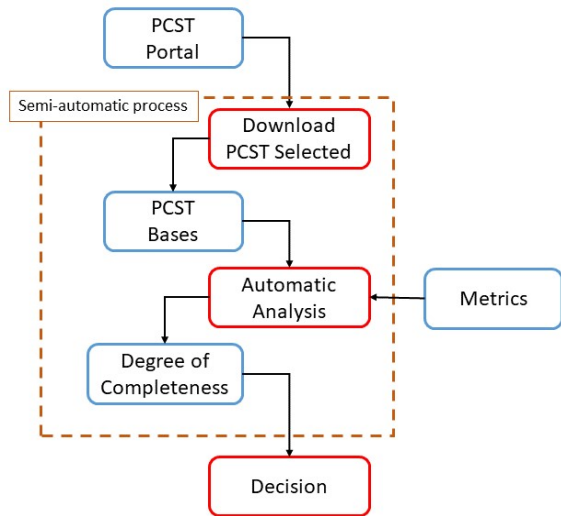 PCST
Portal
Semi-automatic process
Download
PCST Selected
PCST
Bases
Automatic
Analysis
Metrics
Degree of
Completeness
Decision